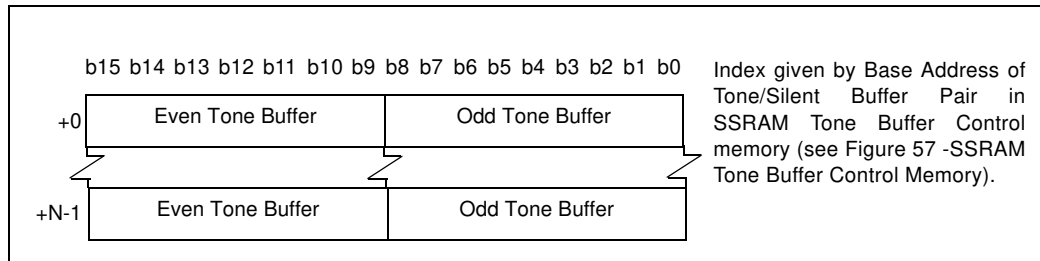 b15 b14 b13 b12 b11 b10 b9 b8 b7 b6 b5 b4 b3 b2 b1 b0
+0 Even Tone Buffer Odd Tone Buffer
+N-1 Even Tone Buffer Odd Tone Buffer
Index given by Base Address of
Tone/Silent Buffer Pair in
SSRAM Tone Buffer Control
memory (see Figure 57 -SSRAM
Tone Buffer Control Memory).